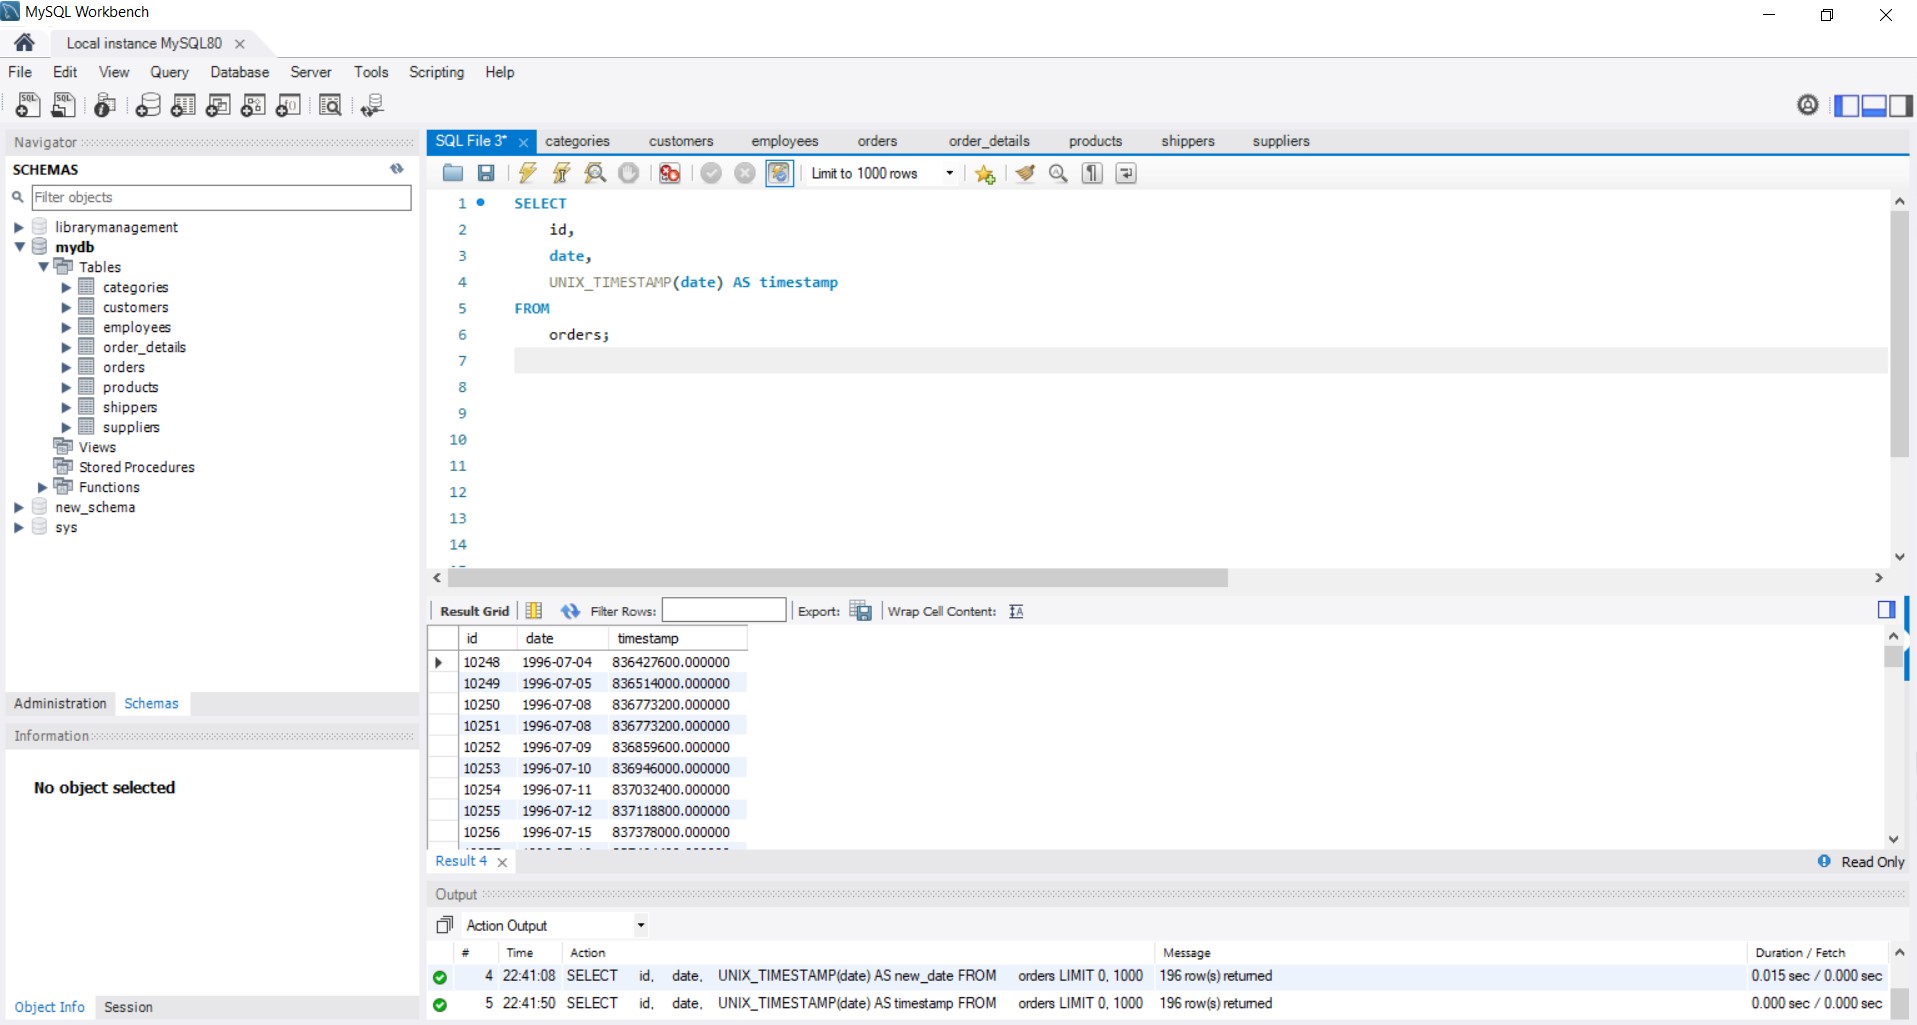 MySQL Workbench
Local instance MySQL80
File Edit View Query Database Server Tools Scripting Help
Navigator
SCHEMAS
Filter objects
librarymanagement
mydb
Tables
categories
customers
employees
order_details
orders
products
shippers
suppliers
Views
Stored Procedures
Functions
new_schema
sys
Administration Schemas
Information
No object selected
Object Info Session
SQL File 3* categories customers employees orders order_details products shippers suppliers
Limit to 1000 rows
1 SELECT
2 id,
3 date,
4 UNIX_TIMESTAMP(date) AS timestamp
5 FROM
6 orders;
7
8
9
10
11
12
13
14
Result Grid Filter Rows: Export: Wrap Cell Content:
id date timestamp
10248 1996-07-04 836427600.000000
10249 1996-07-05 836514000.000000
10250 1996-07-08 836773200.000000
10251 1996-07-08 836773200.000000
10252 1996-07-09 836859600.000000
10253 1996-07-10 836946000.000000
10254 1996-07-11 837032400.000000
10255 1996-07-12 837118800.000000
10256 1996-07-15 837378000.000000
Result 4 Read Only
Output
Action Output
# Time Action Message Duration / Fetch
4 22:41:08 SELECT id, date, UNIX_TIMESTAMP(date) AS new_date FROM orders LIMIT 0, 1000 196 row(s) returned 0.015 sec / 0.000 sec
5 22:41:50 SELECT id, date, UNIX_TIMESTAMP(date) AS timestamp FROM orders LIMIT 0, 1000 196 row(s) returned 0.000 sec / 0.000 sec